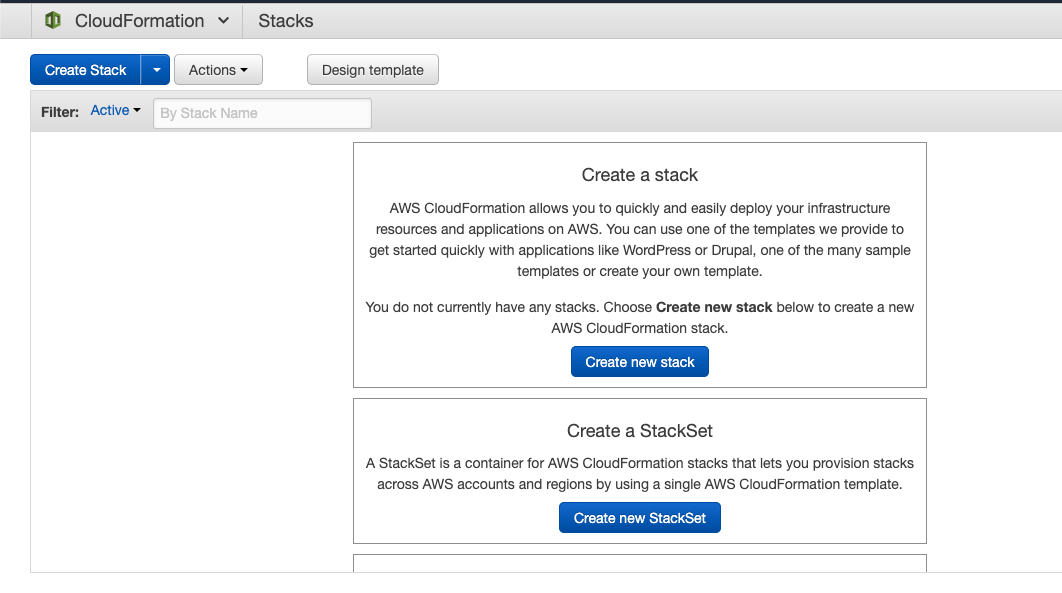 CloudFormation Stacks
Create Stack Actions Design template
Filter: Active By Stack Name
Create a stack
AWS CloudFormation allows you to quickly and easily deploy your infrastructure
resources and applications on AWS. You can use one of the templates we provide to
get started quickly with applications like WordPress or Drupal, one of the many sample
templates or create your own template.
You do not currently have any stacks. Choose Create new stack below to create a new
AWS CloudFormation stack.
Create new stack
Create a StackSet
A StackSet is a container for AWS CloudFormation stacks that lets you provision stacks
across AWS accounts and regions by using a single AWS CloudFormation template.
Create new StackSet